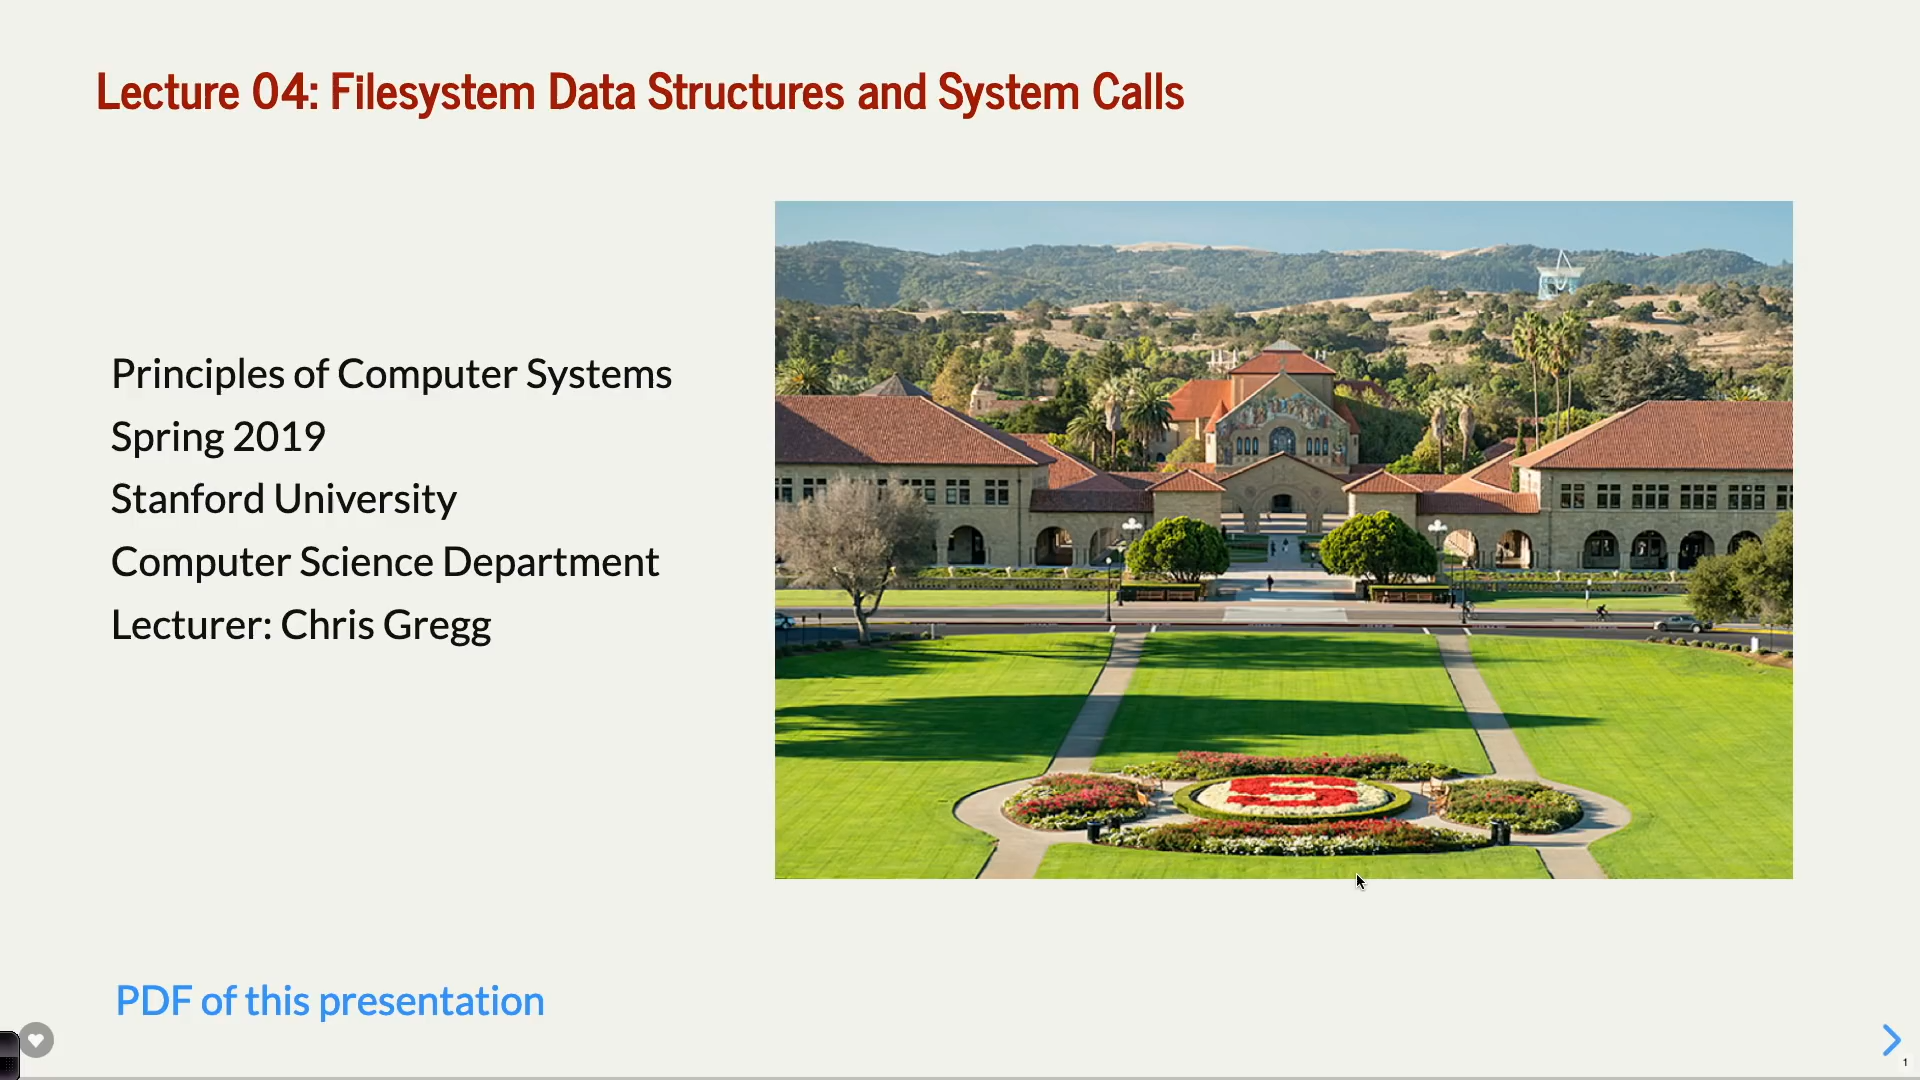 Lecture 04: Filesystem Data Structures and System Calls
Principles of Computer Systems
Spring 2019
Stanford University
Computer Science Department
Lecturer: Chris Gregg
S
PDF of this presentation
1